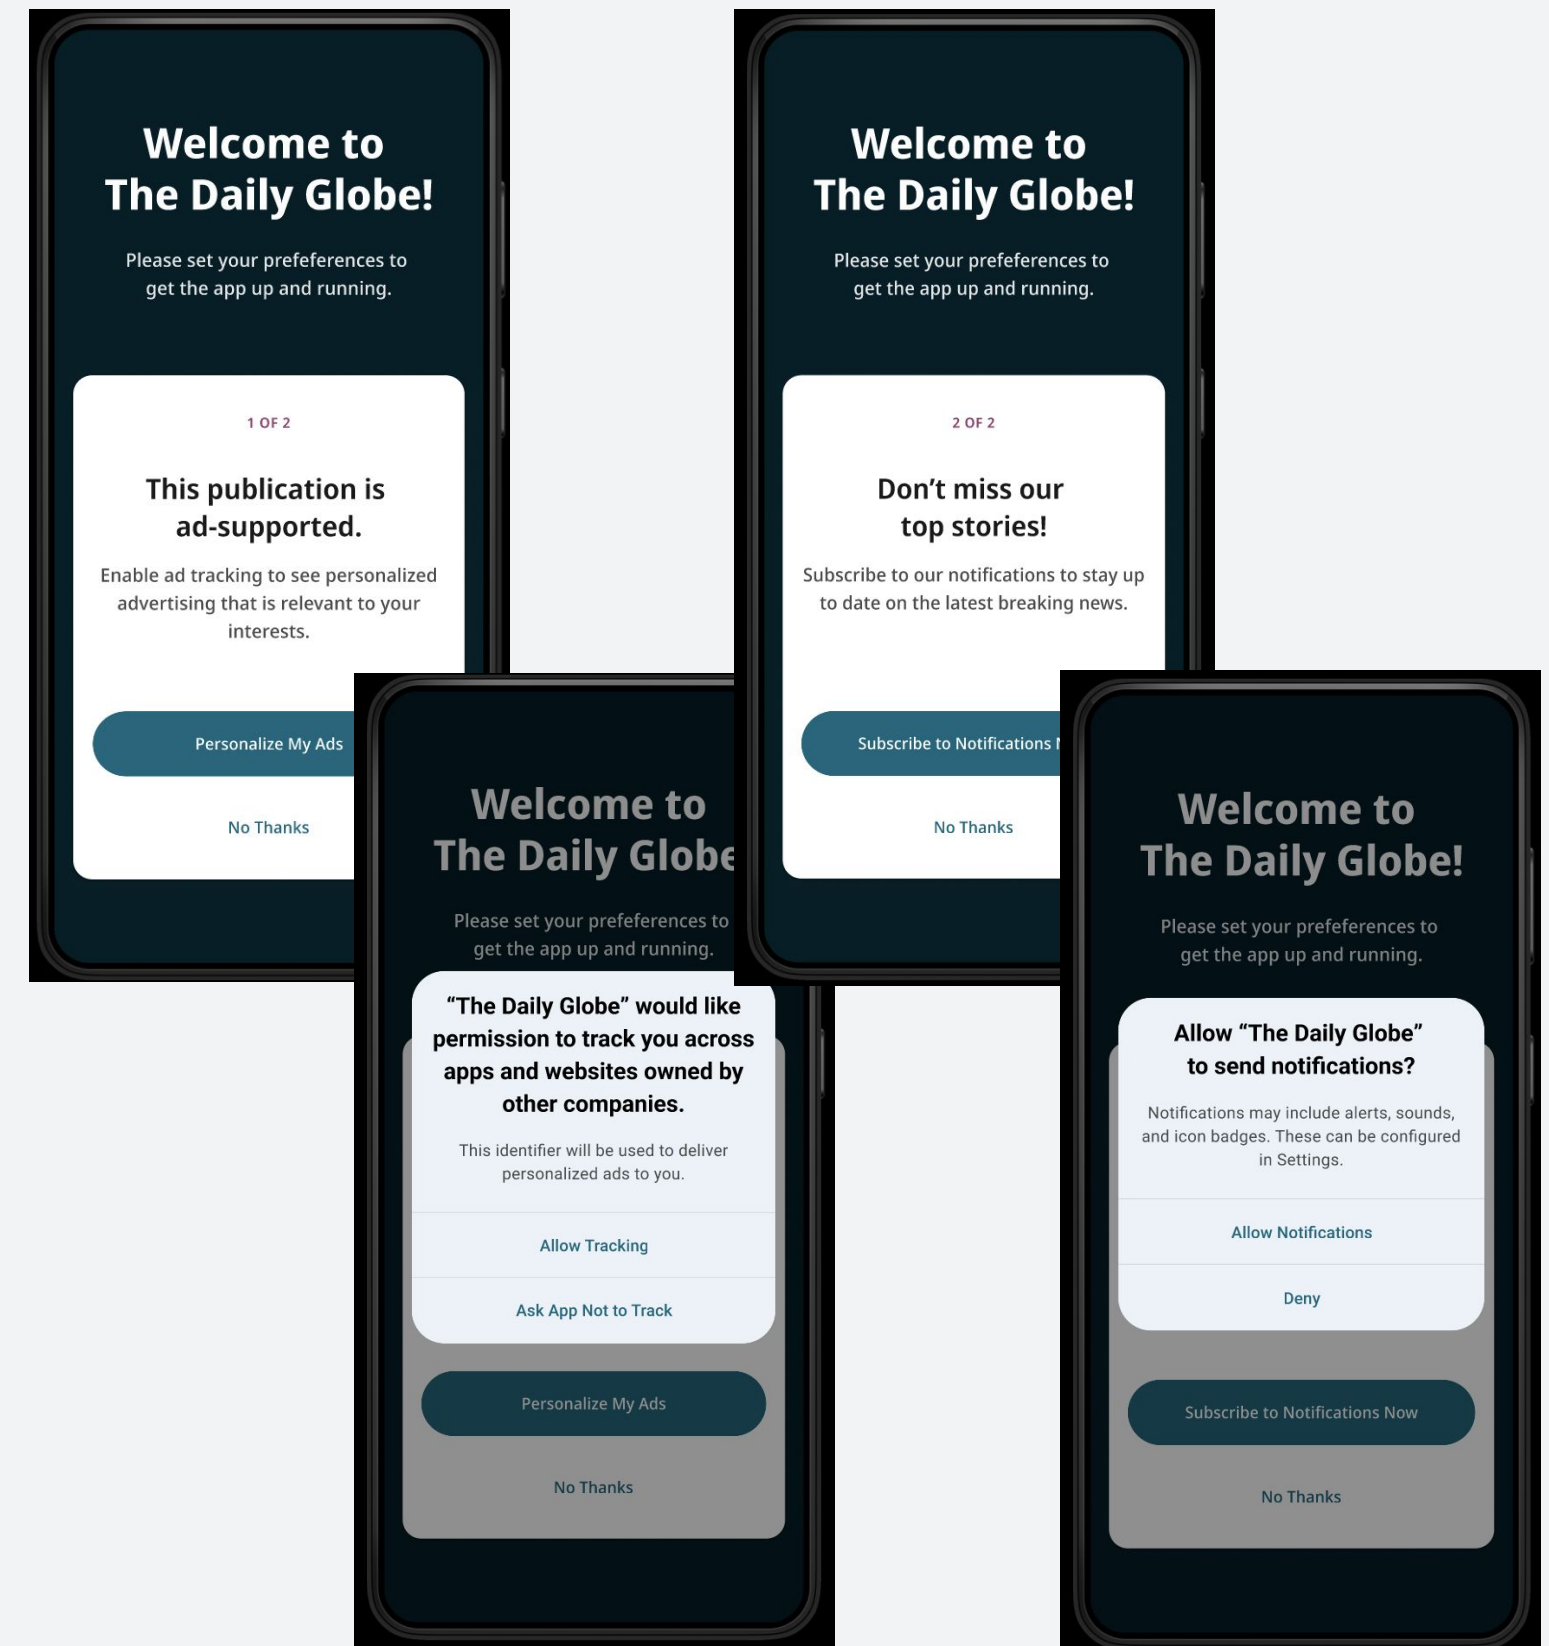 Welcome to
The Daily Globe!
Please set your prefeferences to
get the app up and running.
1 OF 2
This publication is
ad-supported.
Enable ad tracking to see personalized
advertising that is relevant to your
interests.
Personalize My Ads
No Thanks
Welcome to
The Daily Globe
Please set your prefeferences to
get the app up and running.
“The Daily Globe” would like
permission to track you across
apps and websites owned by
other companies.
This identifier will be used to deliver
personalized ads to you.
Allow Tracking
Ask App Not to Track
Personalize My Ads
No Thanks
Welcome to
The Daily Globe!
Please set your prefeferences to
get the app up and running.
2 OF 2
Don’t miss our
top stories!
Subscribe to our notifications to stay up
to date on the latest breaking news.
Subscribe to Notifications
No Thanks
Welcome to
The Daily Globe!
Please set your prefeferences to
get the app up and running.
Allow “The Daily Globe”
to send notifications?
Notifications may include alerts, sounds,
and icon badges. These can be configured
in Settings.
Allow Notifications
Deny
Subscribe to Notifications Now
No Thanks